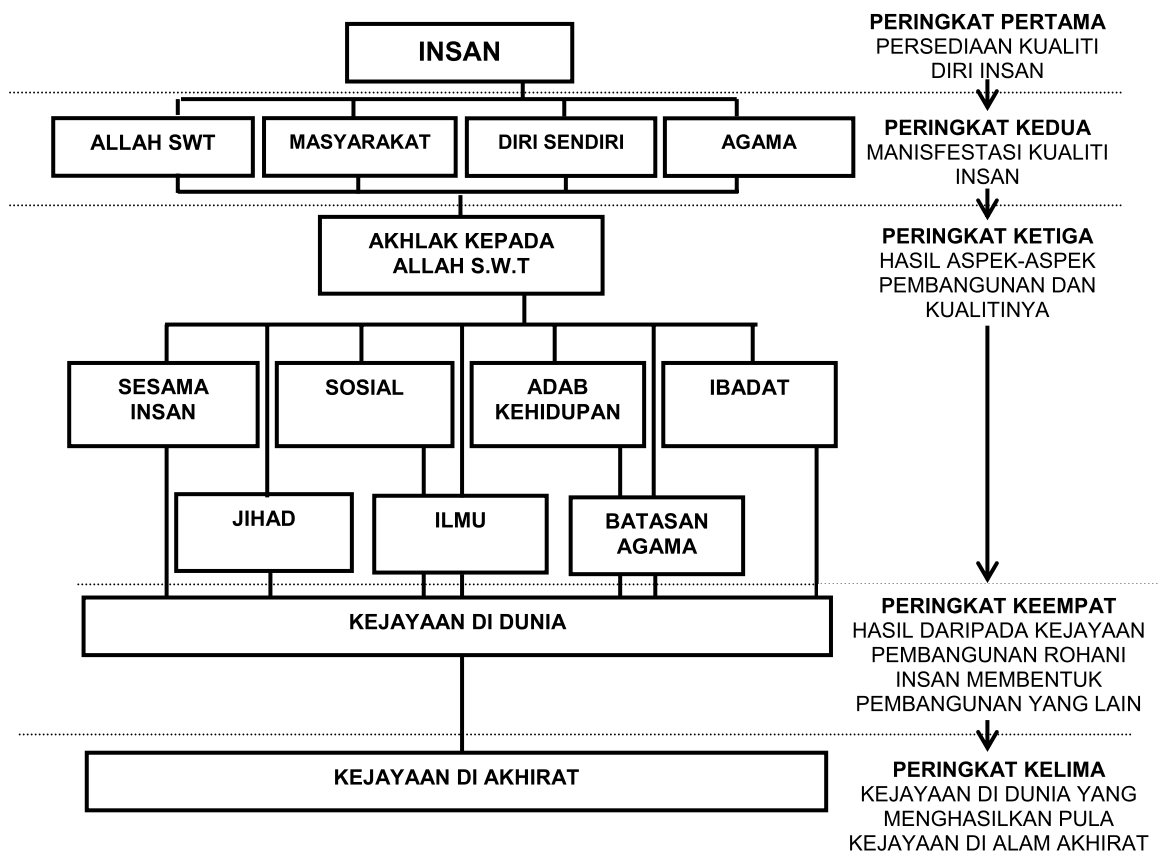 INSAN
PERINGKAT PERTAMA
PERSEDIAAN KUALITI
DIRI INSAN
ALLAH SWT
MASYARAKAT
DIRI SENDIRI
AGAMA
PERINGKAT KEDUA
MANISFESTASI KUALITI
INSAN
AKHLAK KEPADA
ALLAH S.W.T
PERINGKAT KETIGA
HASIL ASPEK-ASPEK
PEMBANGUNAN DAN
KUALITINYA
SESAMA
INSAN
SOSIAL
ADAB
KEHIDUPAN
IBADAT
JIHAD
ILMU
BATASAN
AGAMA
KEJAYAAN DI DUNIA
PERINGKAT KEEMPAT
HASIL DARIPADA KEJAYAAN
PEMBANGUNAN ROHANI
INSAN MEMBENTUK
PEMBANGUNAN YANG LAIN
KEJAYAAN DI AKHIRAT
PERINGKAT KELIMA
KEJAYAAN DI DUNIA YANG
MENGHASILKAN PULA
KEJAYAAN DI ALAM AKHIRAT